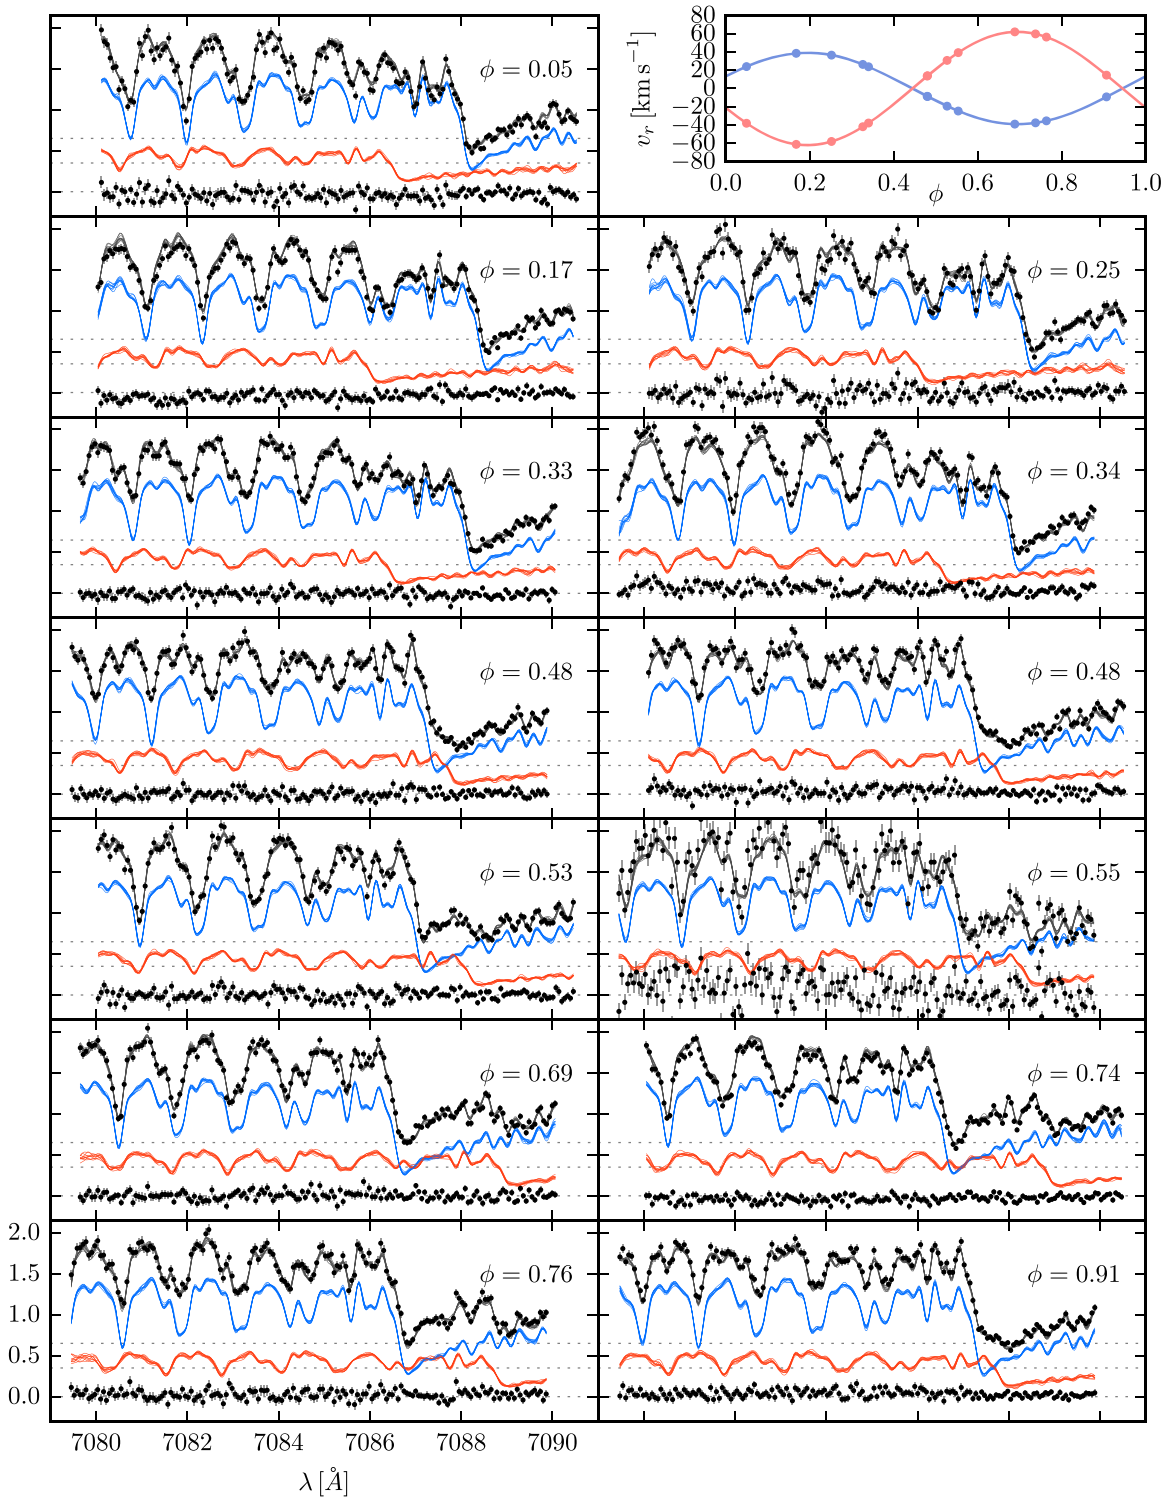 φ = 0.05
80
60
40
20
0
−20
−40
−60
−80
v_r [km s⁻¹]
0.0 0.2 0.4 0.6 0.8 1.0
φ
φ = 0.17
φ = 0.25
φ = 0.33
φ = 0.34
φ = 0.48
φ = 0.48
φ = 0.53
φ = 0.55
φ = 0.69
φ = 0.74
φ = 0.76
φ = 0.91
2.0
1.5
1.0
0.5
0.0
7080 7082 7084 7086 7088 7090
λ [Å]